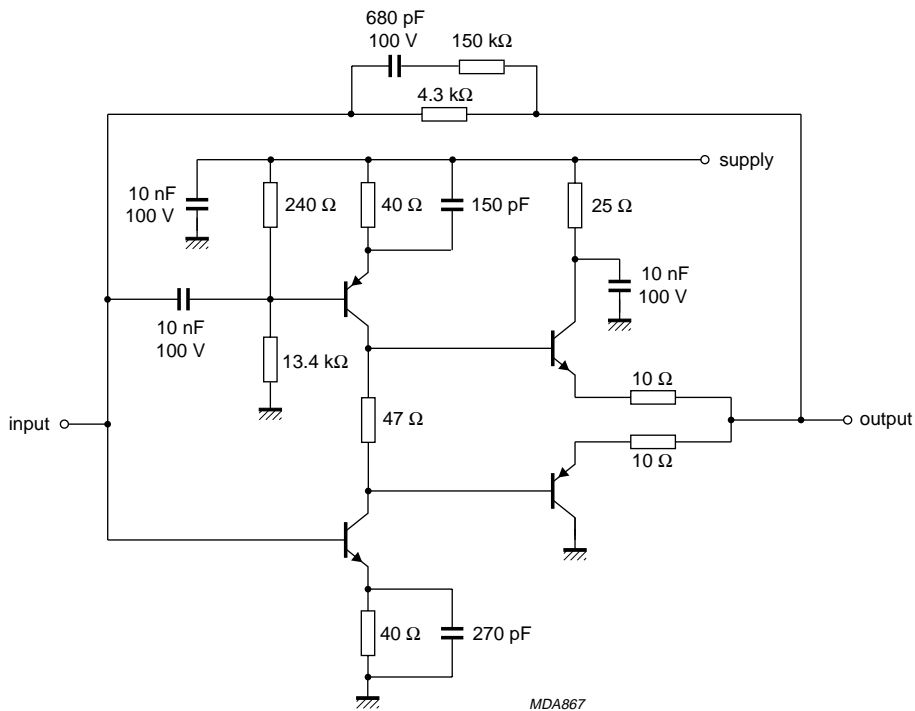 680 pF
100 V
150 kΩ
4.3 kΩ
supply
10 nF
100 V
240 Ω
40 Ω
150 pF
25 Ω
10 nF
100 V
10 nF
100 V
13.4 kΩ
10 Ω
input
47 Ω
output
10 Ω
40 Ω
270 pF
MDA867